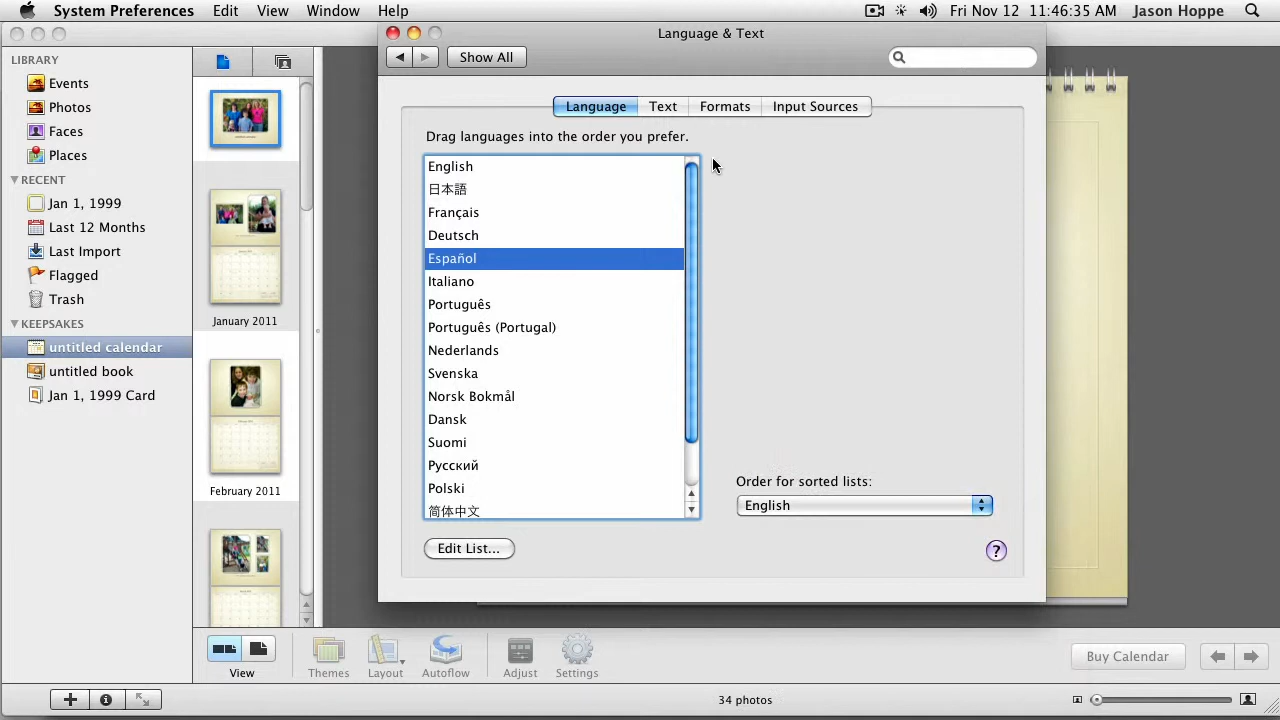 System Preferences Edit View Window Help Fri Nov 12 11:46:35 AM Jason Hoppe
Language & Text
Show All
Language Text Formats Input Sources
Drag languages into the order you prefer.
English
日本語
Français
Deutsch
Español
Italiano
Português
Português (Portugal)
Nederlands
Svenska
Norsk Bokmål
Dansk
Suomi
Русский
Polski
简体中文
Edit List...
Order for sorted lists:
English
?
LIBRARY
Events
Photos
Faces
Places
RECENT
Jan 1, 1999
Last 12 Months
Last Import
Flagged
Trash
KEEPSAKES
untitled calendar
untitled book
Jan 1, 1999 Card
January 2011
February 2011
View
Themes
Layout
Autoflow
Adjust
Settings
Buy Calendar
34 photos